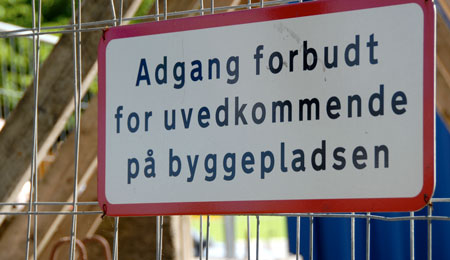 Adgang forbudt
for uvedkommende
på byggepladsen